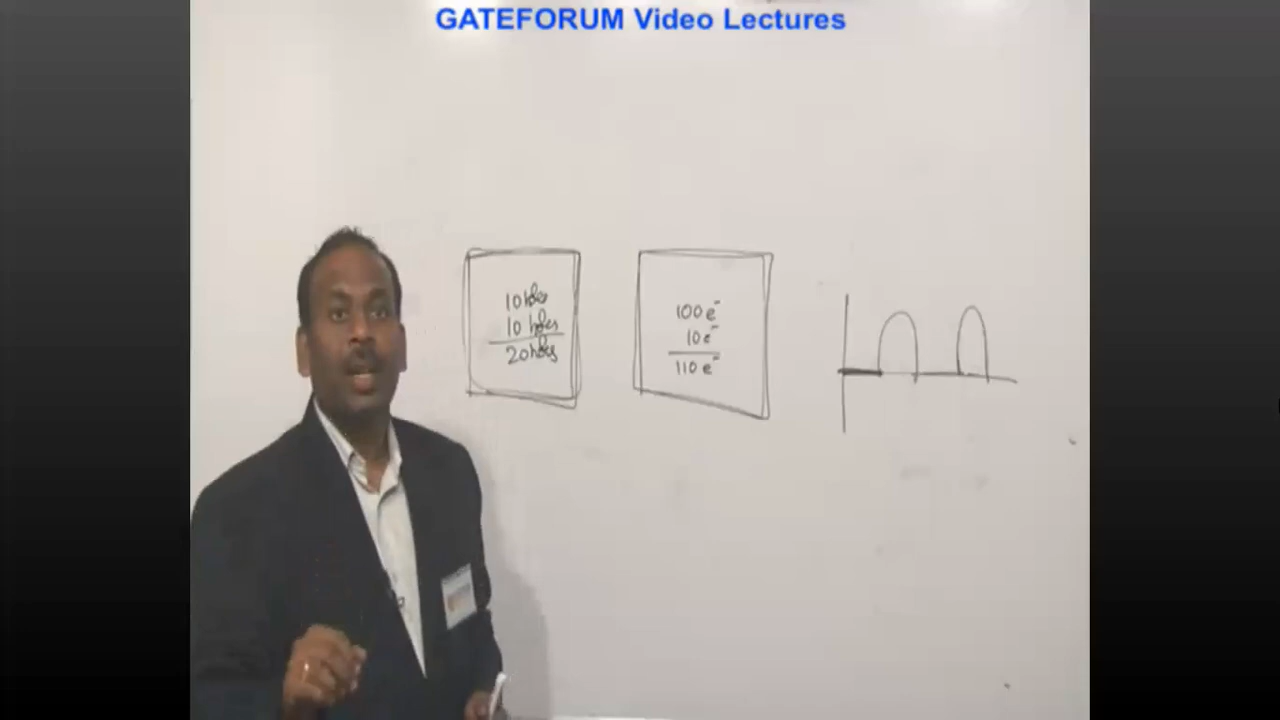 GATEFORUM Video Lectures
10 holes
10 holes
20 holes
100 e⁻
10 e⁻
110 e⁻